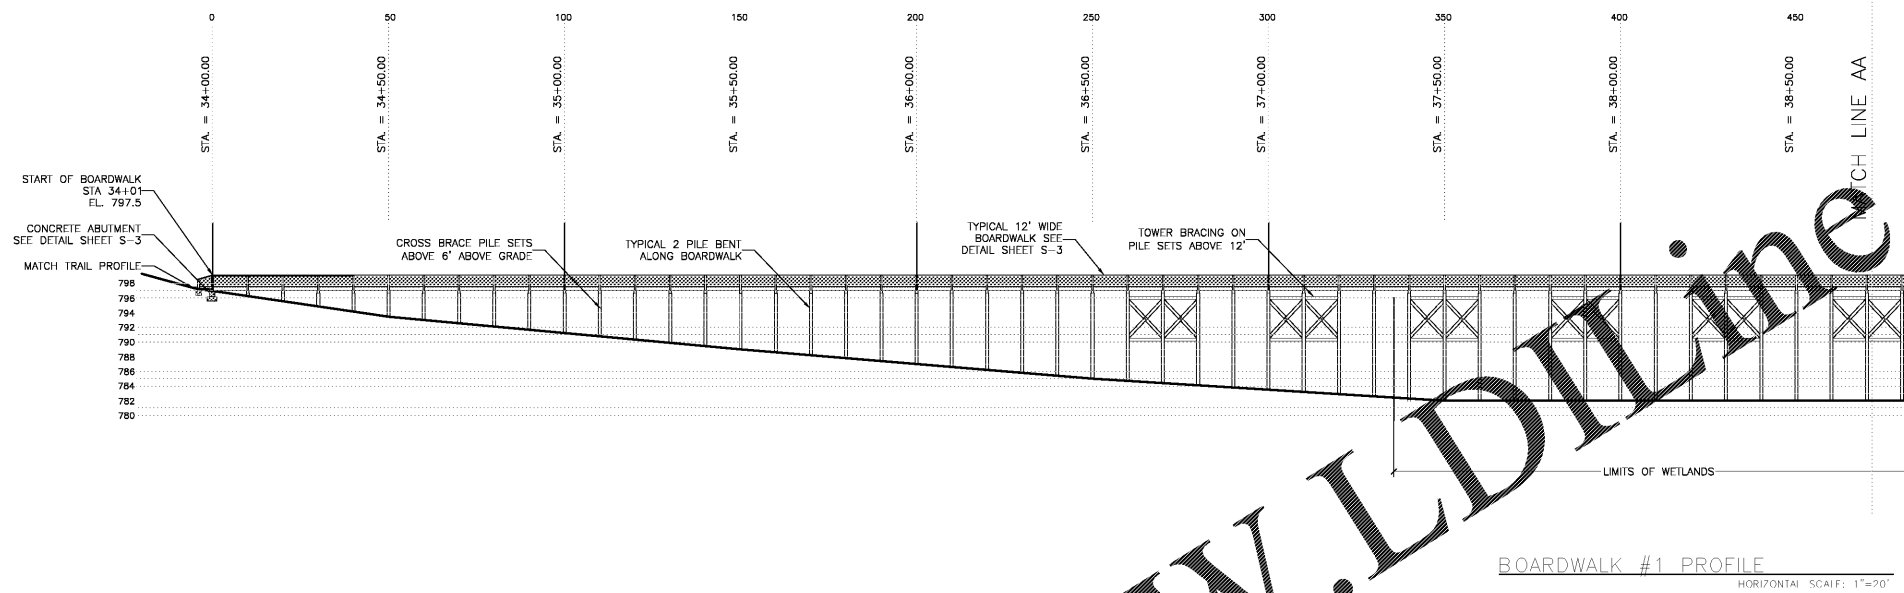 0 50 100 150 200 250 300 350 400 450
STA. = 34+00.00
STA. = 34+50.00
STA. = 35+00.00
STA. = 35+50.00
STA. = 36+00.00
STA. = 36+50.00
STA. = 37+00.00
STA. = 37+50.00
STA. = 38+00.00
STA. = 38+50.00
MATCH LINE AA
START OF BOARDWALK
STA 34+01
EL. 797.5
CONCRETE ABUTMENT
SEE DETAIL SHEET S-3
MATCH TRAIL PROFILE
CROSS BRACE PILE SETS
ABOVE 6' ABOVE GRADE
TYPICAL 2 PILE BENT
ALONG BOARDWALK
TYPICAL 12' WIDE
BOARDWALK SEE
DETAIL SHEET S-3
TOWER BRACING ON
PILE SETS ABOVE 12'
798
796
794
792
790
788
786
784
782
780
LIMITS OF WETLANDS
BOARDWALK #1 PROFILE
HORIZONTAL SCALE: 1"=20'
W.LDILine